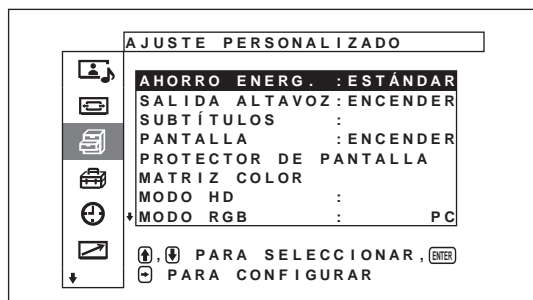 AJUSTE PERSONALIZADO
AHORRO ENERG. :ESTÁNDAR
SALIDA ALTAVOZ:ENCENDER
SUBTÍTULOS :
PANTALLA :ENCENDER
PROTECTOR DE PANTALLA
MATRIZ COLOR
MODO HD :
MODO RGB : PC
, PARA SELECCIONAR, ENTER
PARA CONFIGURAR